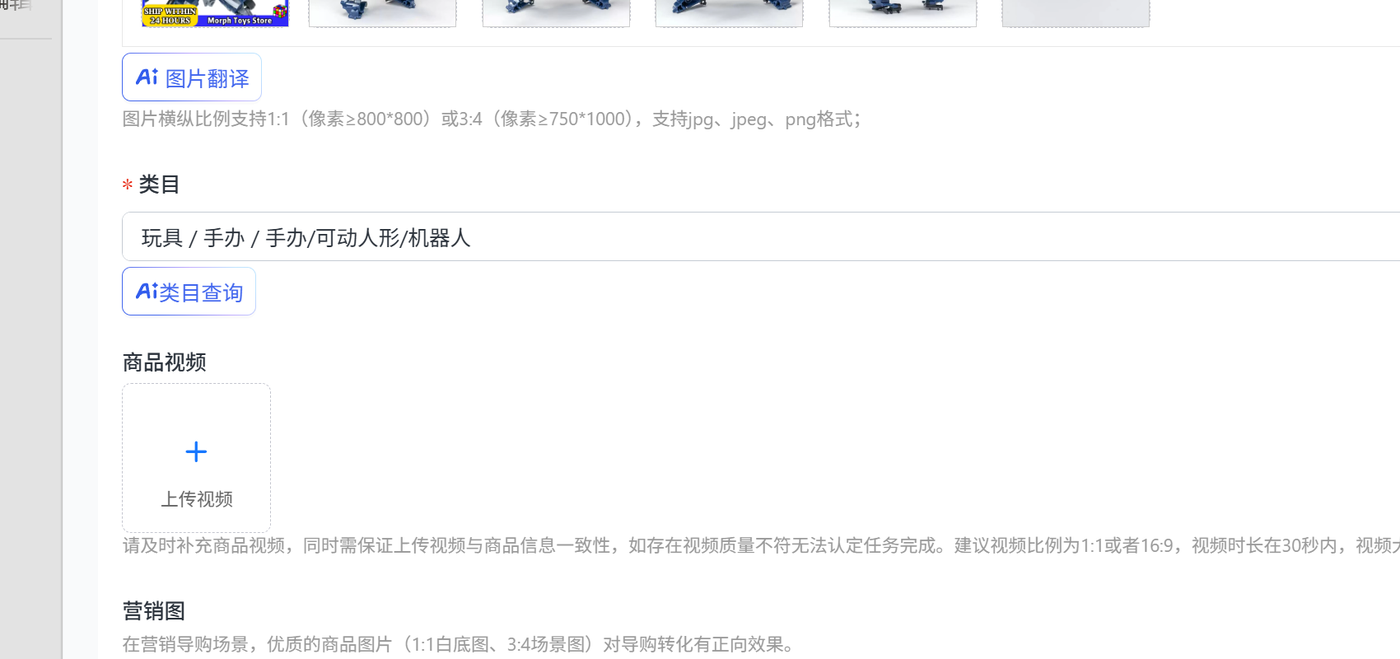 SHIP WITHIN
24 HOURS
Morph Toys Store
Ai 图片翻译
图片横纵比例支持1:1（像素≥800*800）或3:4（像素≥750*1000），支持jpg、jpeg、png格式；
* 类目
玩具 / 手办 / 手办/可动人形/机器人
Ai类目查询
商品视频
上传视频
请及时补充商品视频，同时需保证上传视频与商品信息一致性，如存在视频质量不符无法认定任务完成。建议视频比例为1:1或者16:9，视频时长在30秒内，视频
营销图
在营销导购场景，优质的商品图片（1:1白底图、3:4场景图）对导购转化有正向效果。